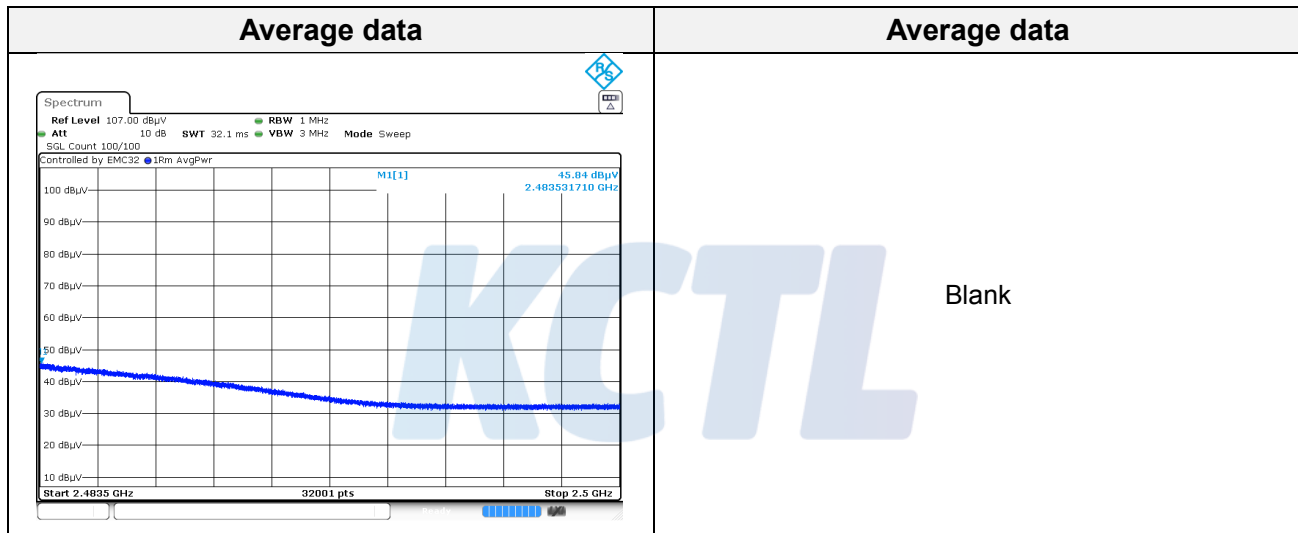 Average data
Average data
R&S
Spectrum
Ref Level 107.00 dBµV RBW 1 MHz
Att 10 dB SWT 32.1 ms VBW 3 MHz Mode Sweep
SGL Count 100/100
Controlled by EMC32 1Rm AvgPwr
M1[1] 45.84 dBµV
2.483531710 GHz
100 dBµV
90 dBµV
80 dBµV
70 dBµV
60 dBµV
50 dBµV
40 dBµV
30 dBµV
20 dBµV
10 dBµV
Start 2.4835 GHz 32001 pts Stop 2.5 GHz
Ready
Blank
KCTL